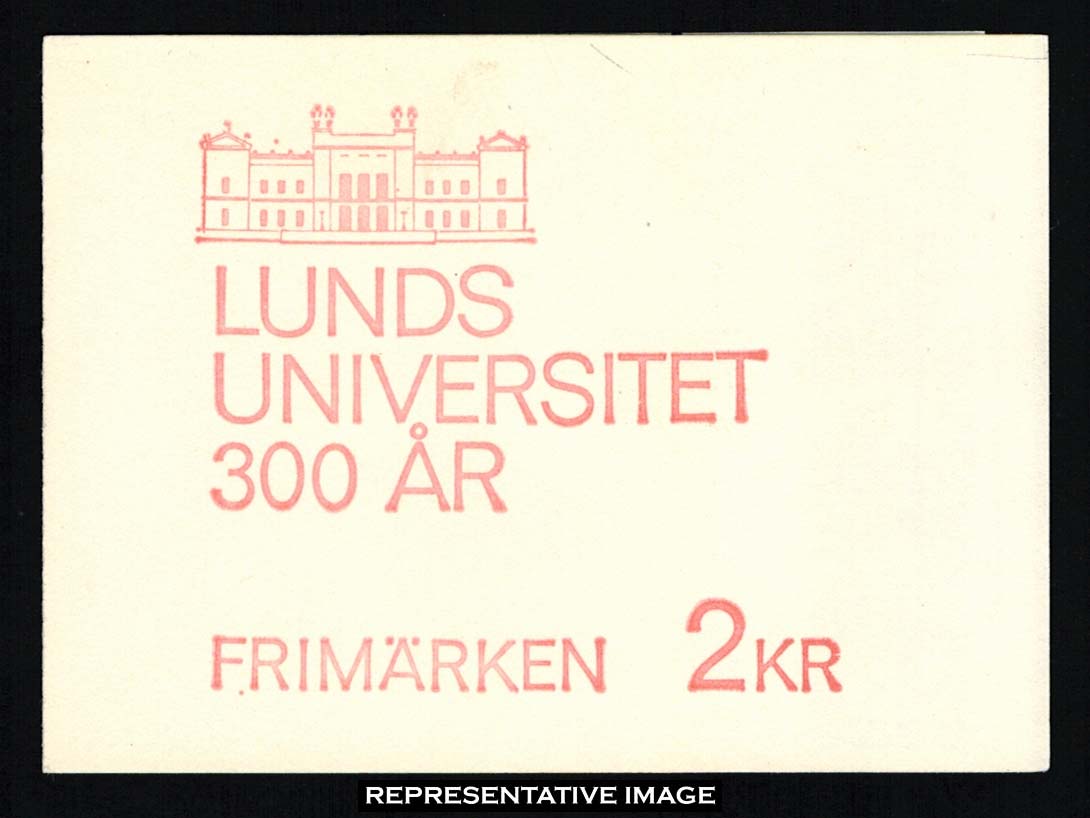 LUNDS
UNIVERSITET
300 ÅR
FRIMÄRKEN 2KR
REPRESENTATIVE IMAGE